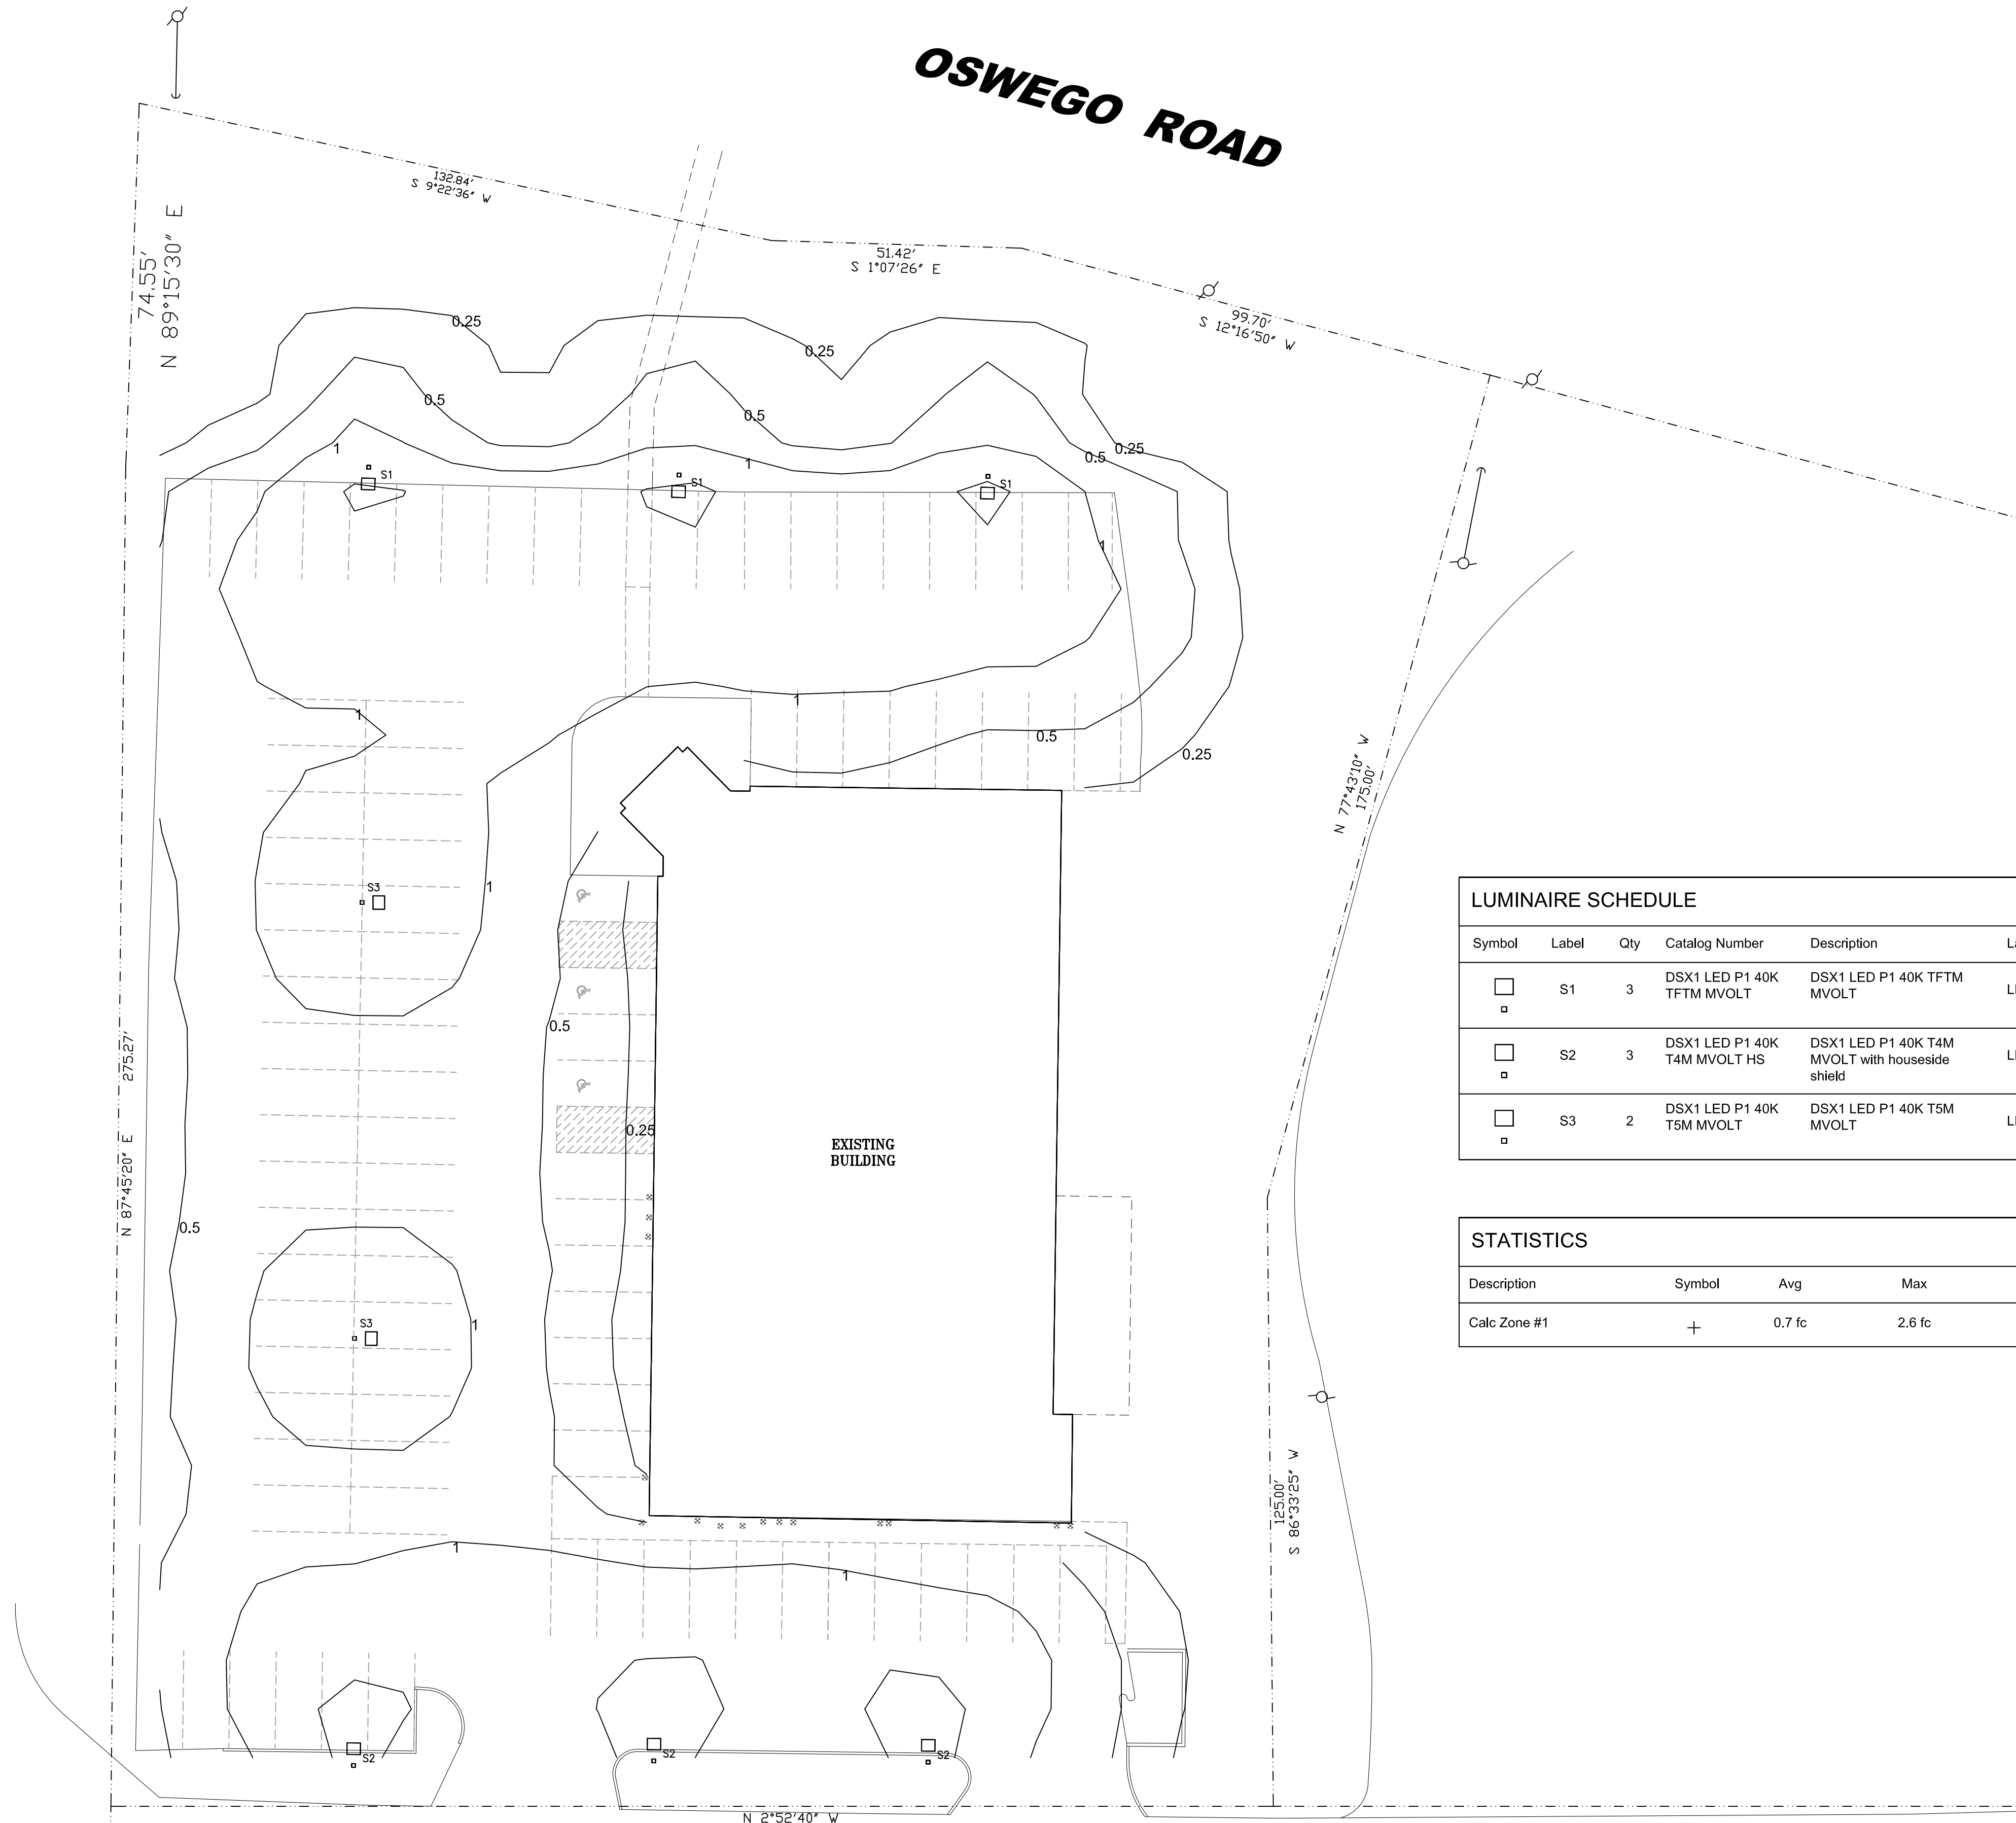 OSWEGO ROAD
132.84'
S 9°22'36" W
74.55'
N 89°15'30" E
51.42'
S 1°07'26" E
99.70'
S 12°16'50" W
0.25
0.25
0.5
0.5
0.25
0.5
1
1
S1
S1
S1
1
1
1
0.5
0.25
N 77°43'10" W
175.00'
S3
1
0.5
0.25
EXISTING
BUILDING
N 87°45'20" E 275.27'
0.5
S3
1
125.00'
S 86°33'25" W
1
1
S2
S2
S2
N 2°52'40" W
LUMINAIRE SCHEDULE
Symbol Label Qty Catalog Number Description
S1 3 DSX1 LED P1 40K DSX1 LED P1 40K TFTM
TFTM MVOLT MVOLT
S2 3 DSX1 LED P1 40K DSX1 LED P1 40K T4M
T4M MVOLT HS MVOLT with houseside
shield
S3 2 DSX1 LED P1 40K DSX1 LED P1 40K T5M
T5M MVOLT MVOLT
STATISTICS
Description Symbol Avg Max
Calc Zone #1 + 0.7 fc 2.6 fc